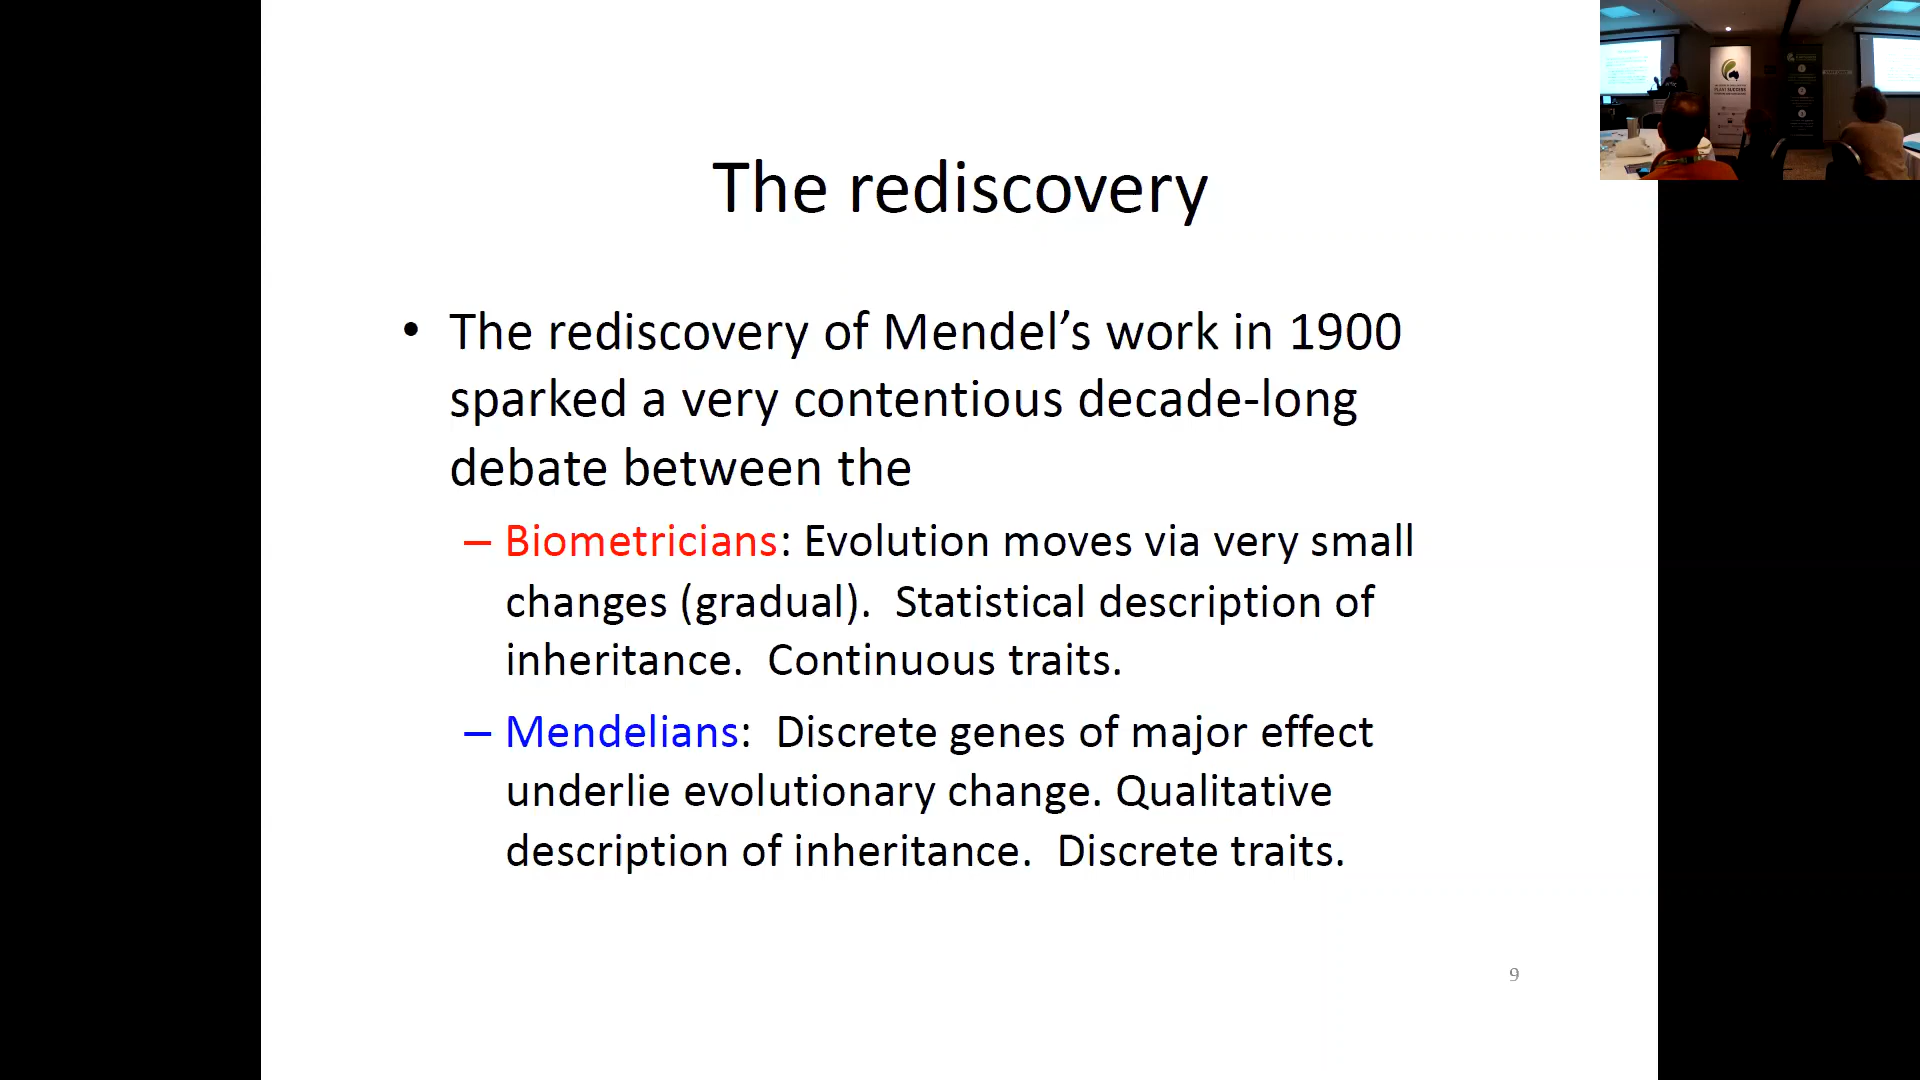 The rediscovery
• The rediscovery of Mendel’s work in 1900
sparked a very contentious decade-long
debate between the
– Biometricians: Evolution moves via very small
changes (gradual).  Statistical description of
inheritance.  Continuous traits.
– Mendelians:  Discrete genes of major effect
underlie evolutionary change. Qualitative
description of inheritance.  Discrete traits.
9
PLANT SUCCESS